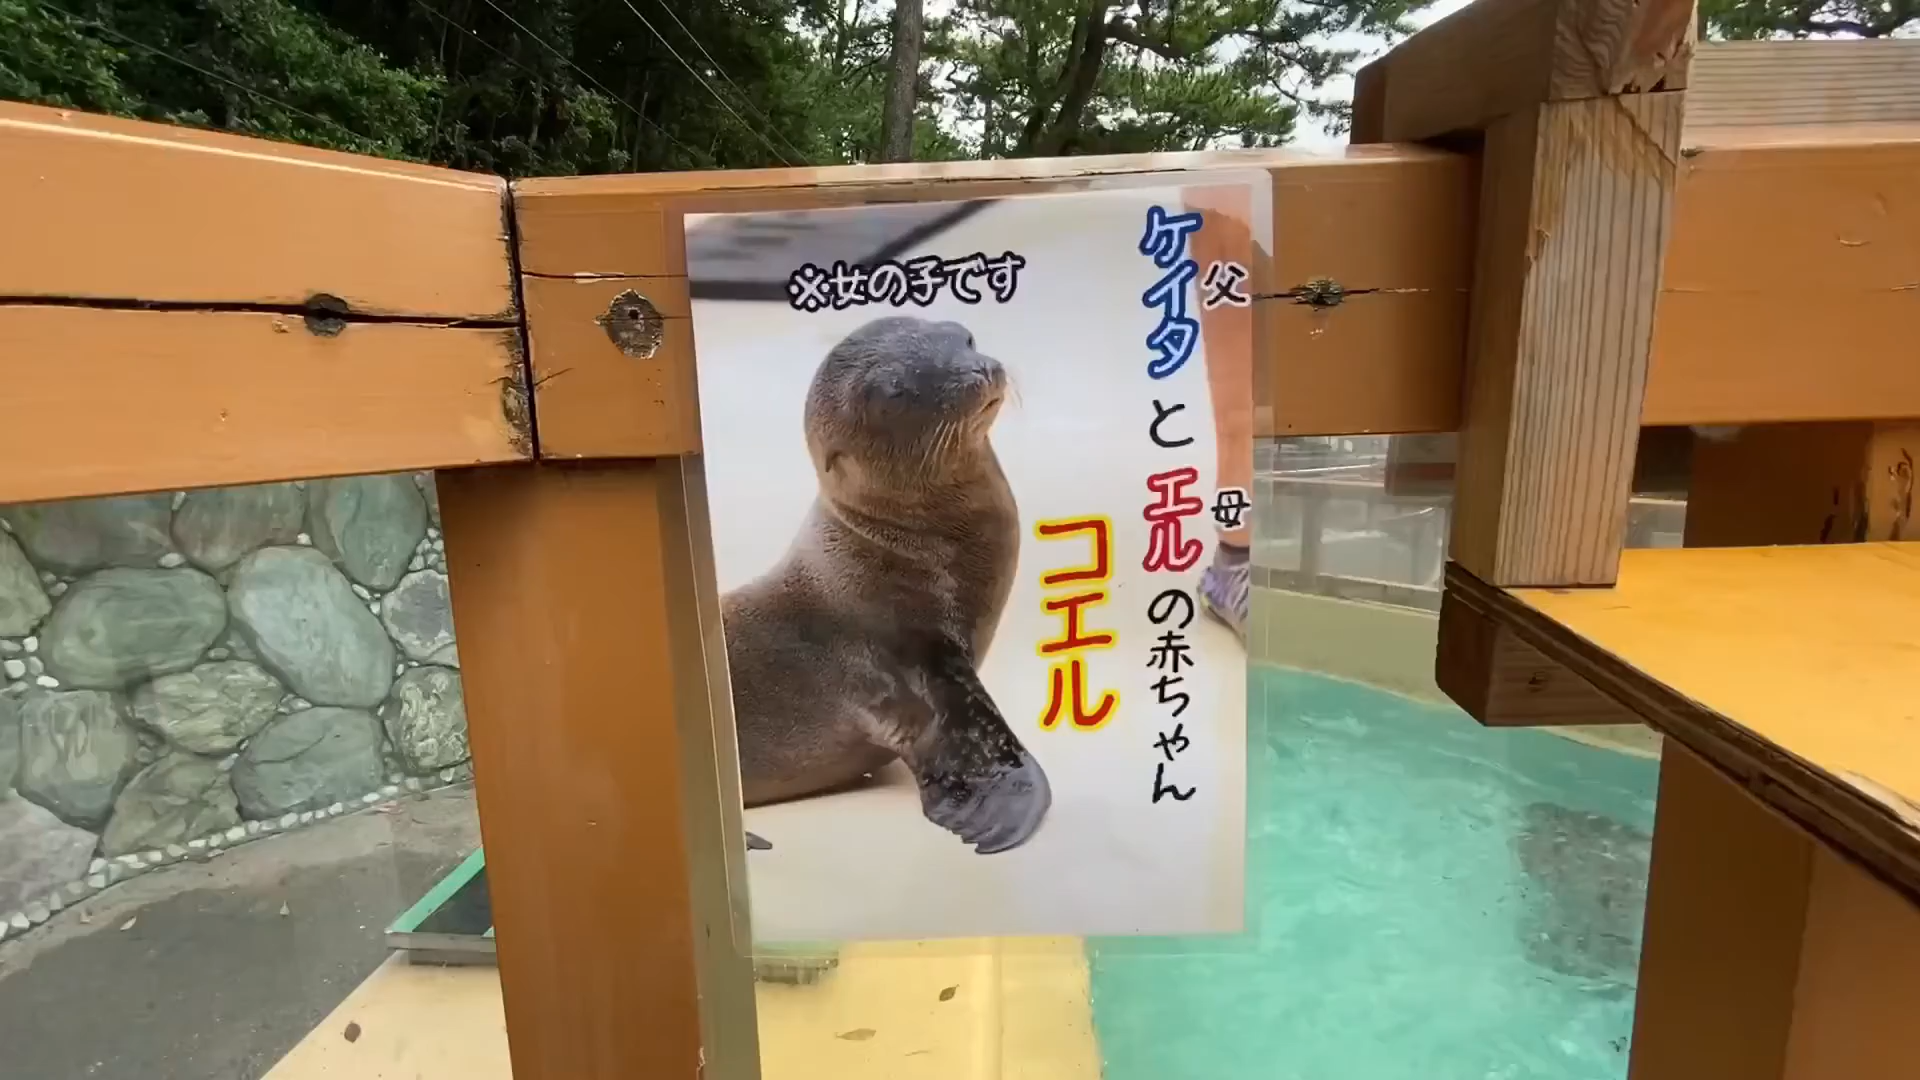 ※女の子です
ケイタとエルの赤ちゃん
父
母
コエル